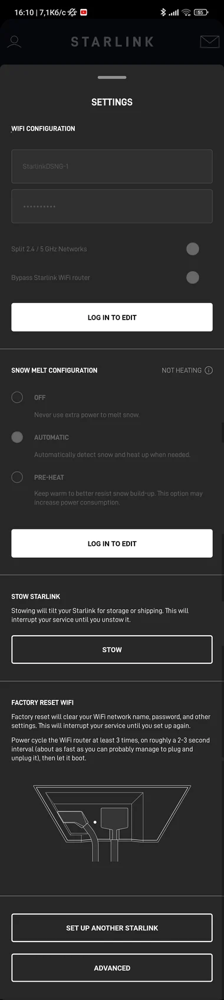 16:10 | 7,1Кб/с
55
STARLINK
SETTINGS
WIFI CONFIGURATION
StarlinkDSNG-1
••••••••••
Split 2.4 / 5 GHz Networks
Bypass Starlink WiFi router
LOG IN TO EDIT
SNOW MELT CONFIGURATION
NOT HEATING
OFF
Never use extra power to melt snow.
AUTOMATIC
Automatically detect snow and heat up when needed.
PRE-HEAT
Keep warm to better resist snow build-up. This option may
increase power consumption.
LOG IN TO EDIT
STOW STARLINK
Stowing will tilt your Starlink for storage or shipping. This will
interrupt your service until you unstow it.
STOW
FACTORY RESET WIFI
Factory reset will clear your WiFi network name, password, and other
settings. This will interrupt your service until you set up again.
Power cycle the WiFi router at least 3 times, on roughly a 2-3 second
interval (about as fast as you can probably manage to plug and
unplug it), then let it boot.
SET UP ANOTHER STARLINK
ADVANCED